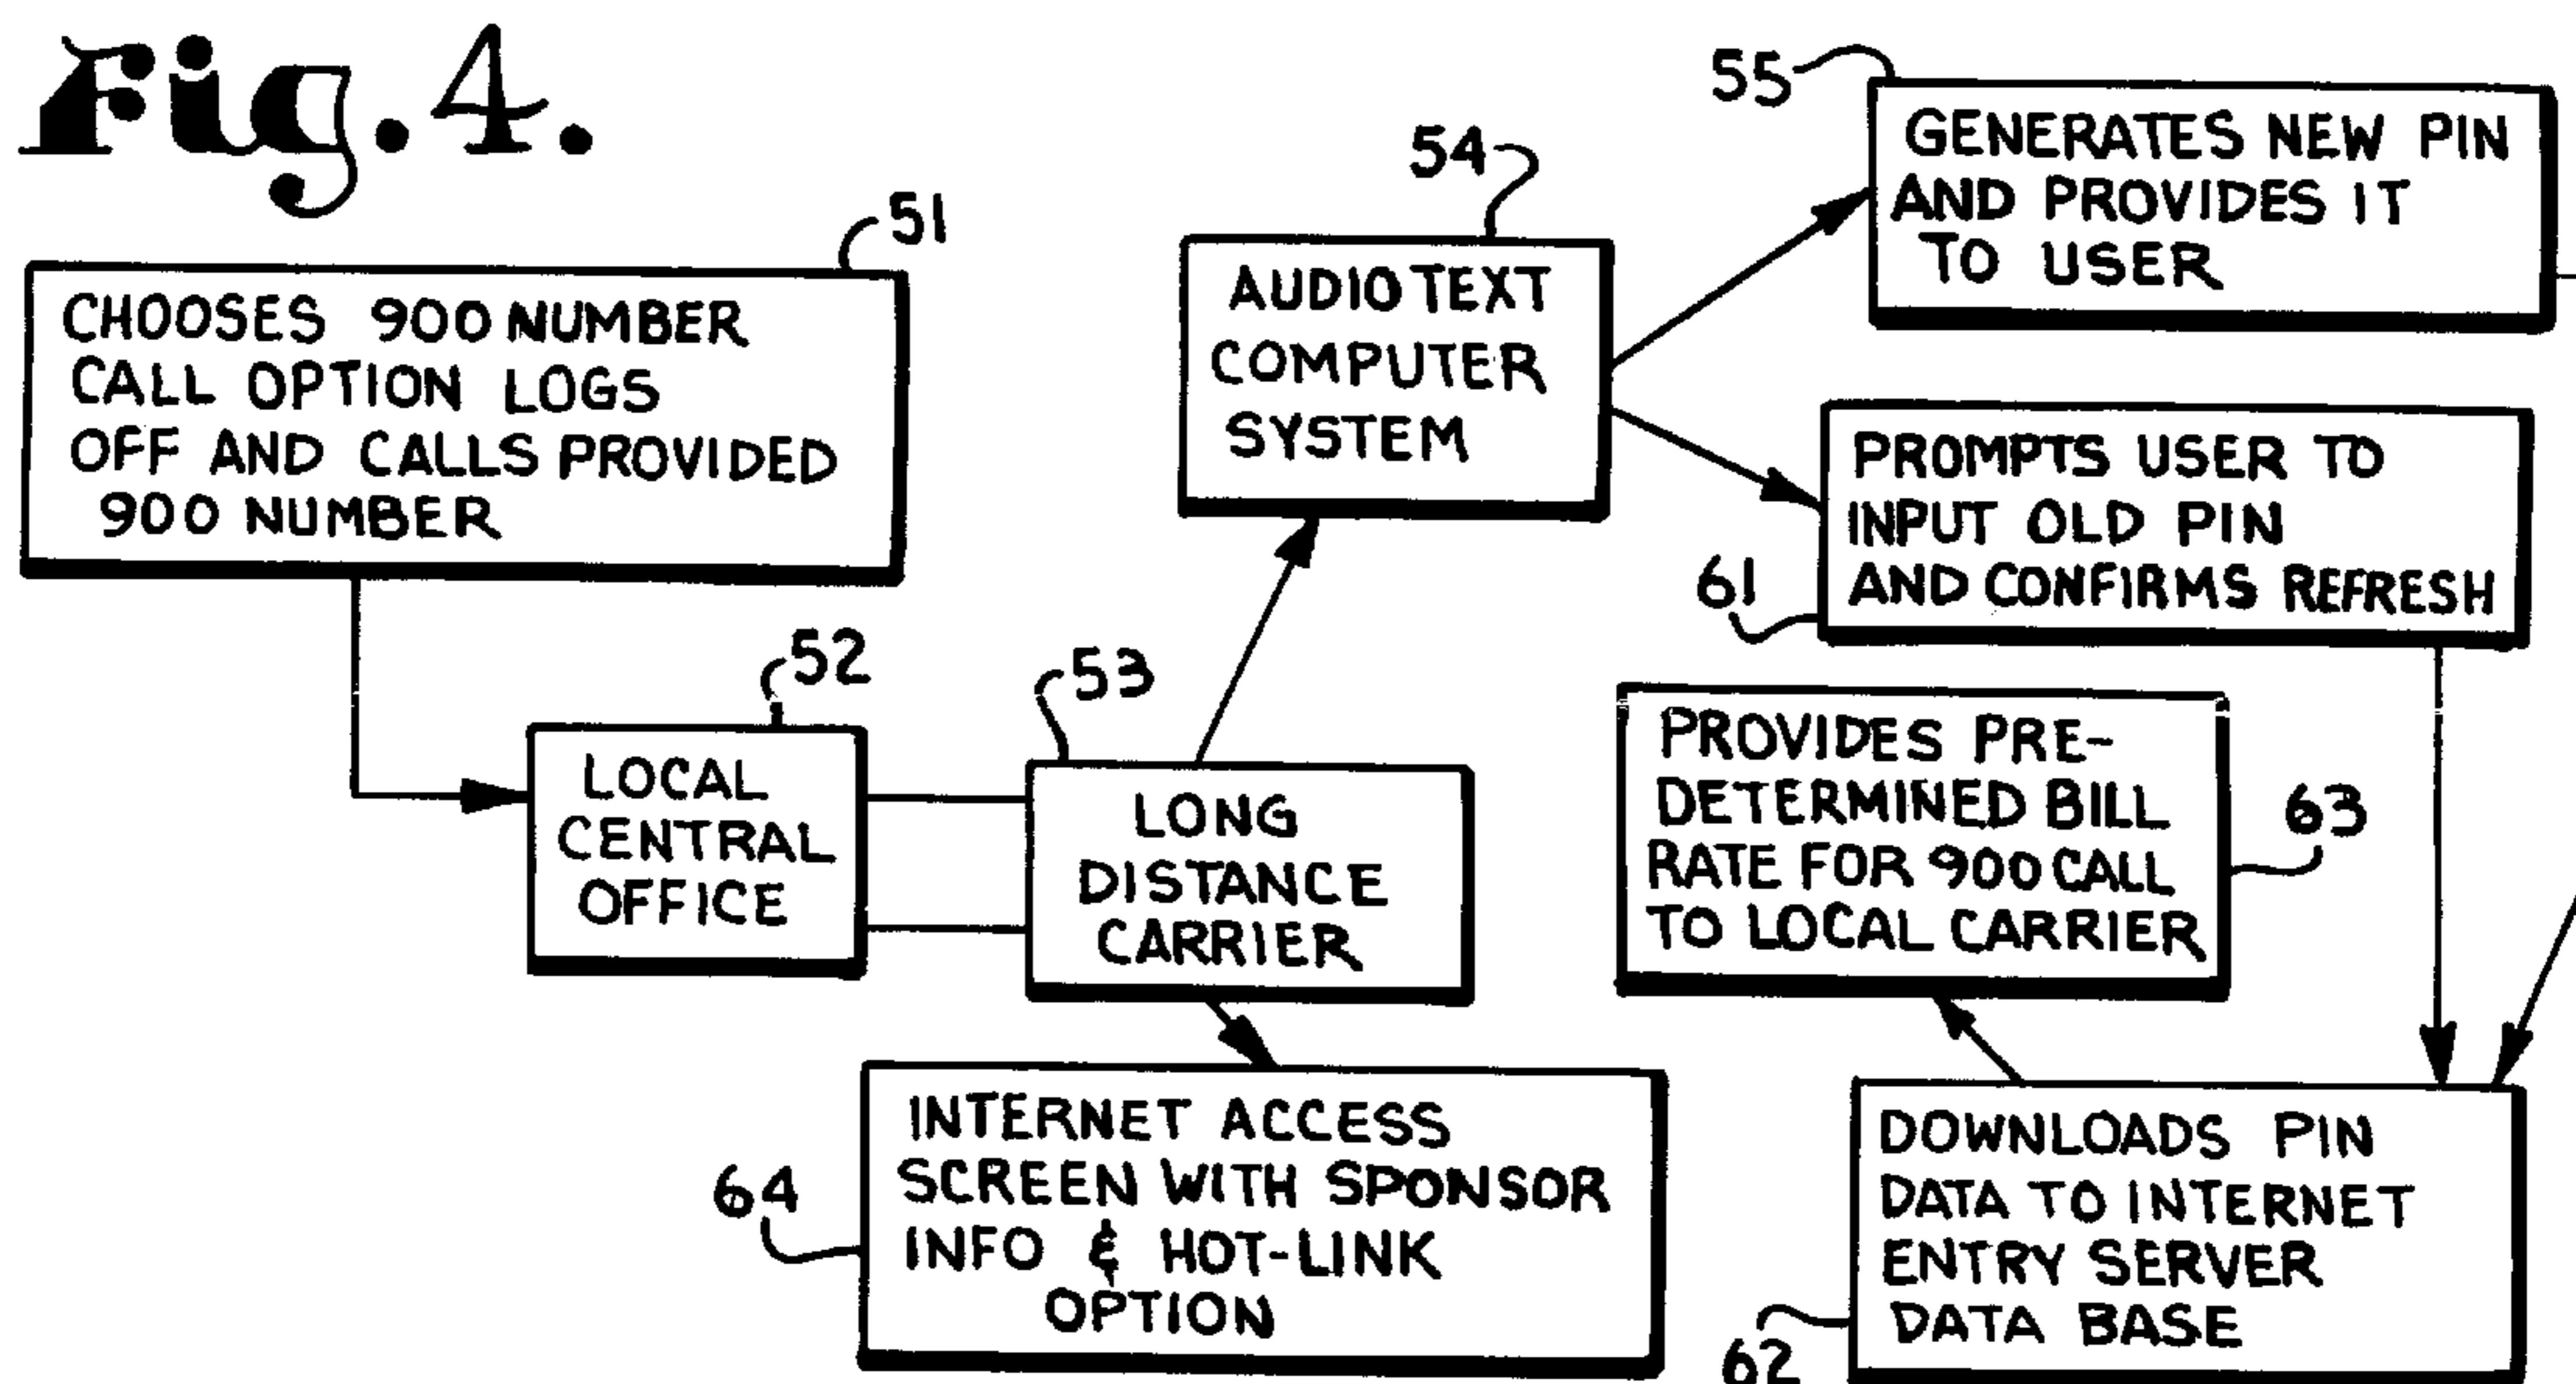 Fig. 4.
51
CHOOSES 900 NUMBER
CALL OPTION LOGS
OFF AND CALLS PROVIDED
900 NUMBER
52
LOCAL
CENTRAL
OFFICE
53
LONG
DISTANCE
CARRIER
54
AUDIO TEXT
COMPUTER
SYSTEM
55
GENERATES NEW PIN
AND PROVIDES IT
TO USER
61
PROMPTS USER TO
INPUT OLD PIN
AND CONFIRMS REFRESH
63
PROVIDES PRE-
DETERMINED BILL
RATE FOR 900 CALL
TO LOCAL CARRIER
64
INTERNET ACCESS
SCREEN WITH SPONSOR
INFO & HOT-LINK
OPTION
62
DOWNLOADS PIN
DATA TO INTERNET
ENTRY SERVER
DATA BASE